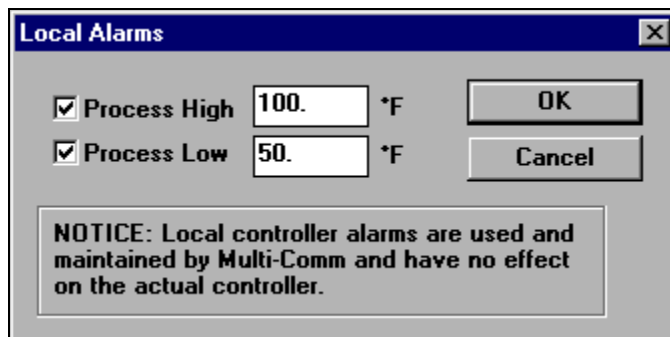 Local Alarms
Process High 100. °F
OK
Process Low 50. °F
Cancel
NOTICE: Local controller alarms are used and
maintained by Multi-Comm and have no effect
on the actual controller.